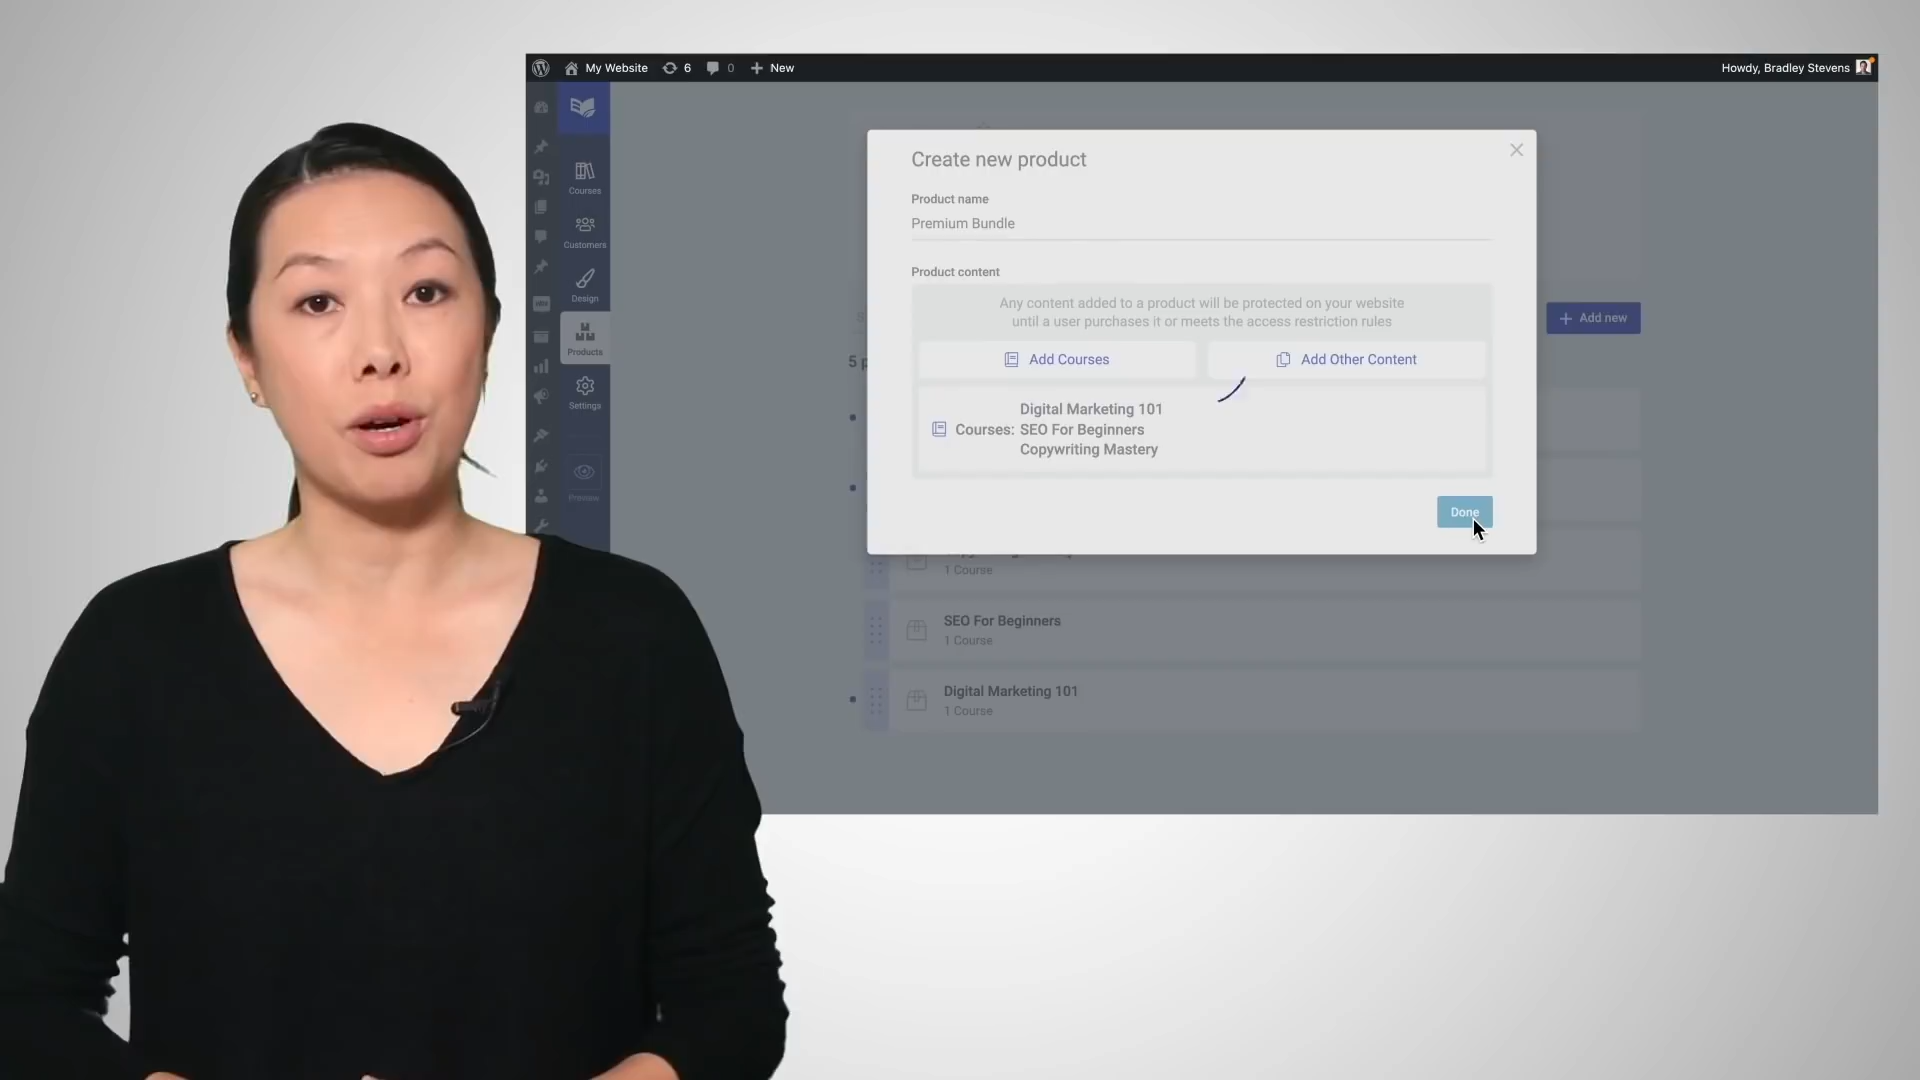 My Website
6
0
New
Howdy, Bradley Stevens
Courses
Customers
Design
Products
Settings
Preview
Create new product
Product name
Premium Bundle
Product content
Any content added to a product will be protected on your website
until a user purchases it or meets the access restriction rules
Add Courses
Add Other Content
Courses:
Digital Marketing 101
SEO For Beginners
Copywriting Mastery
Done
Add new
5 p
1 Course
SEO For Beginners
1 Course
Digital Marketing 101
1 Course